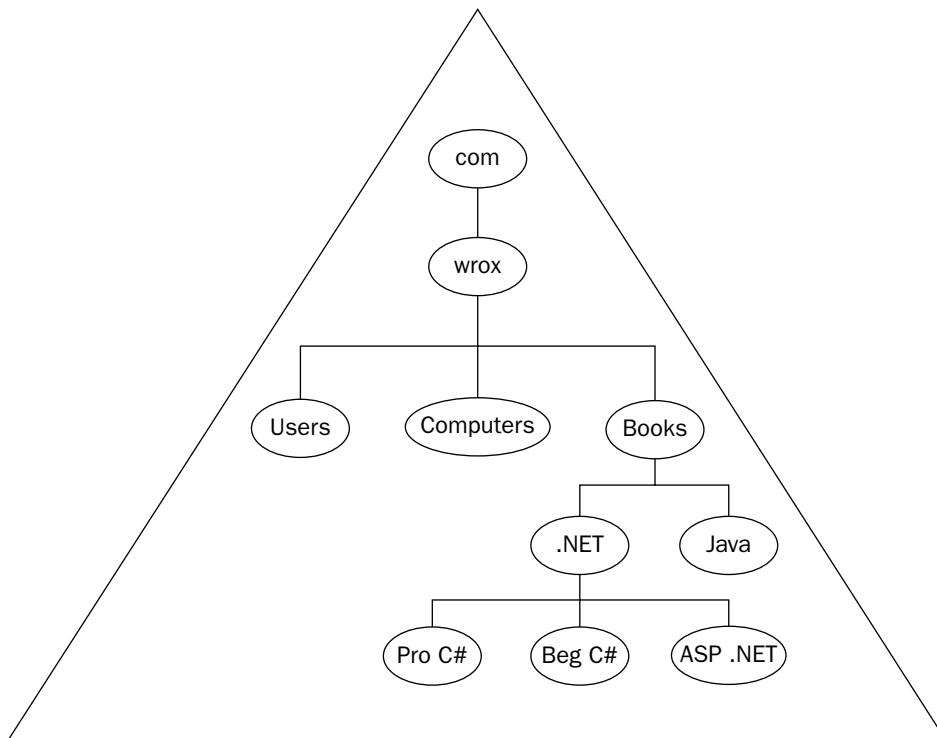 com
wrox
Users
Computers
Books
.NET
Java
Pro C#
Beg C#
ASP .NET